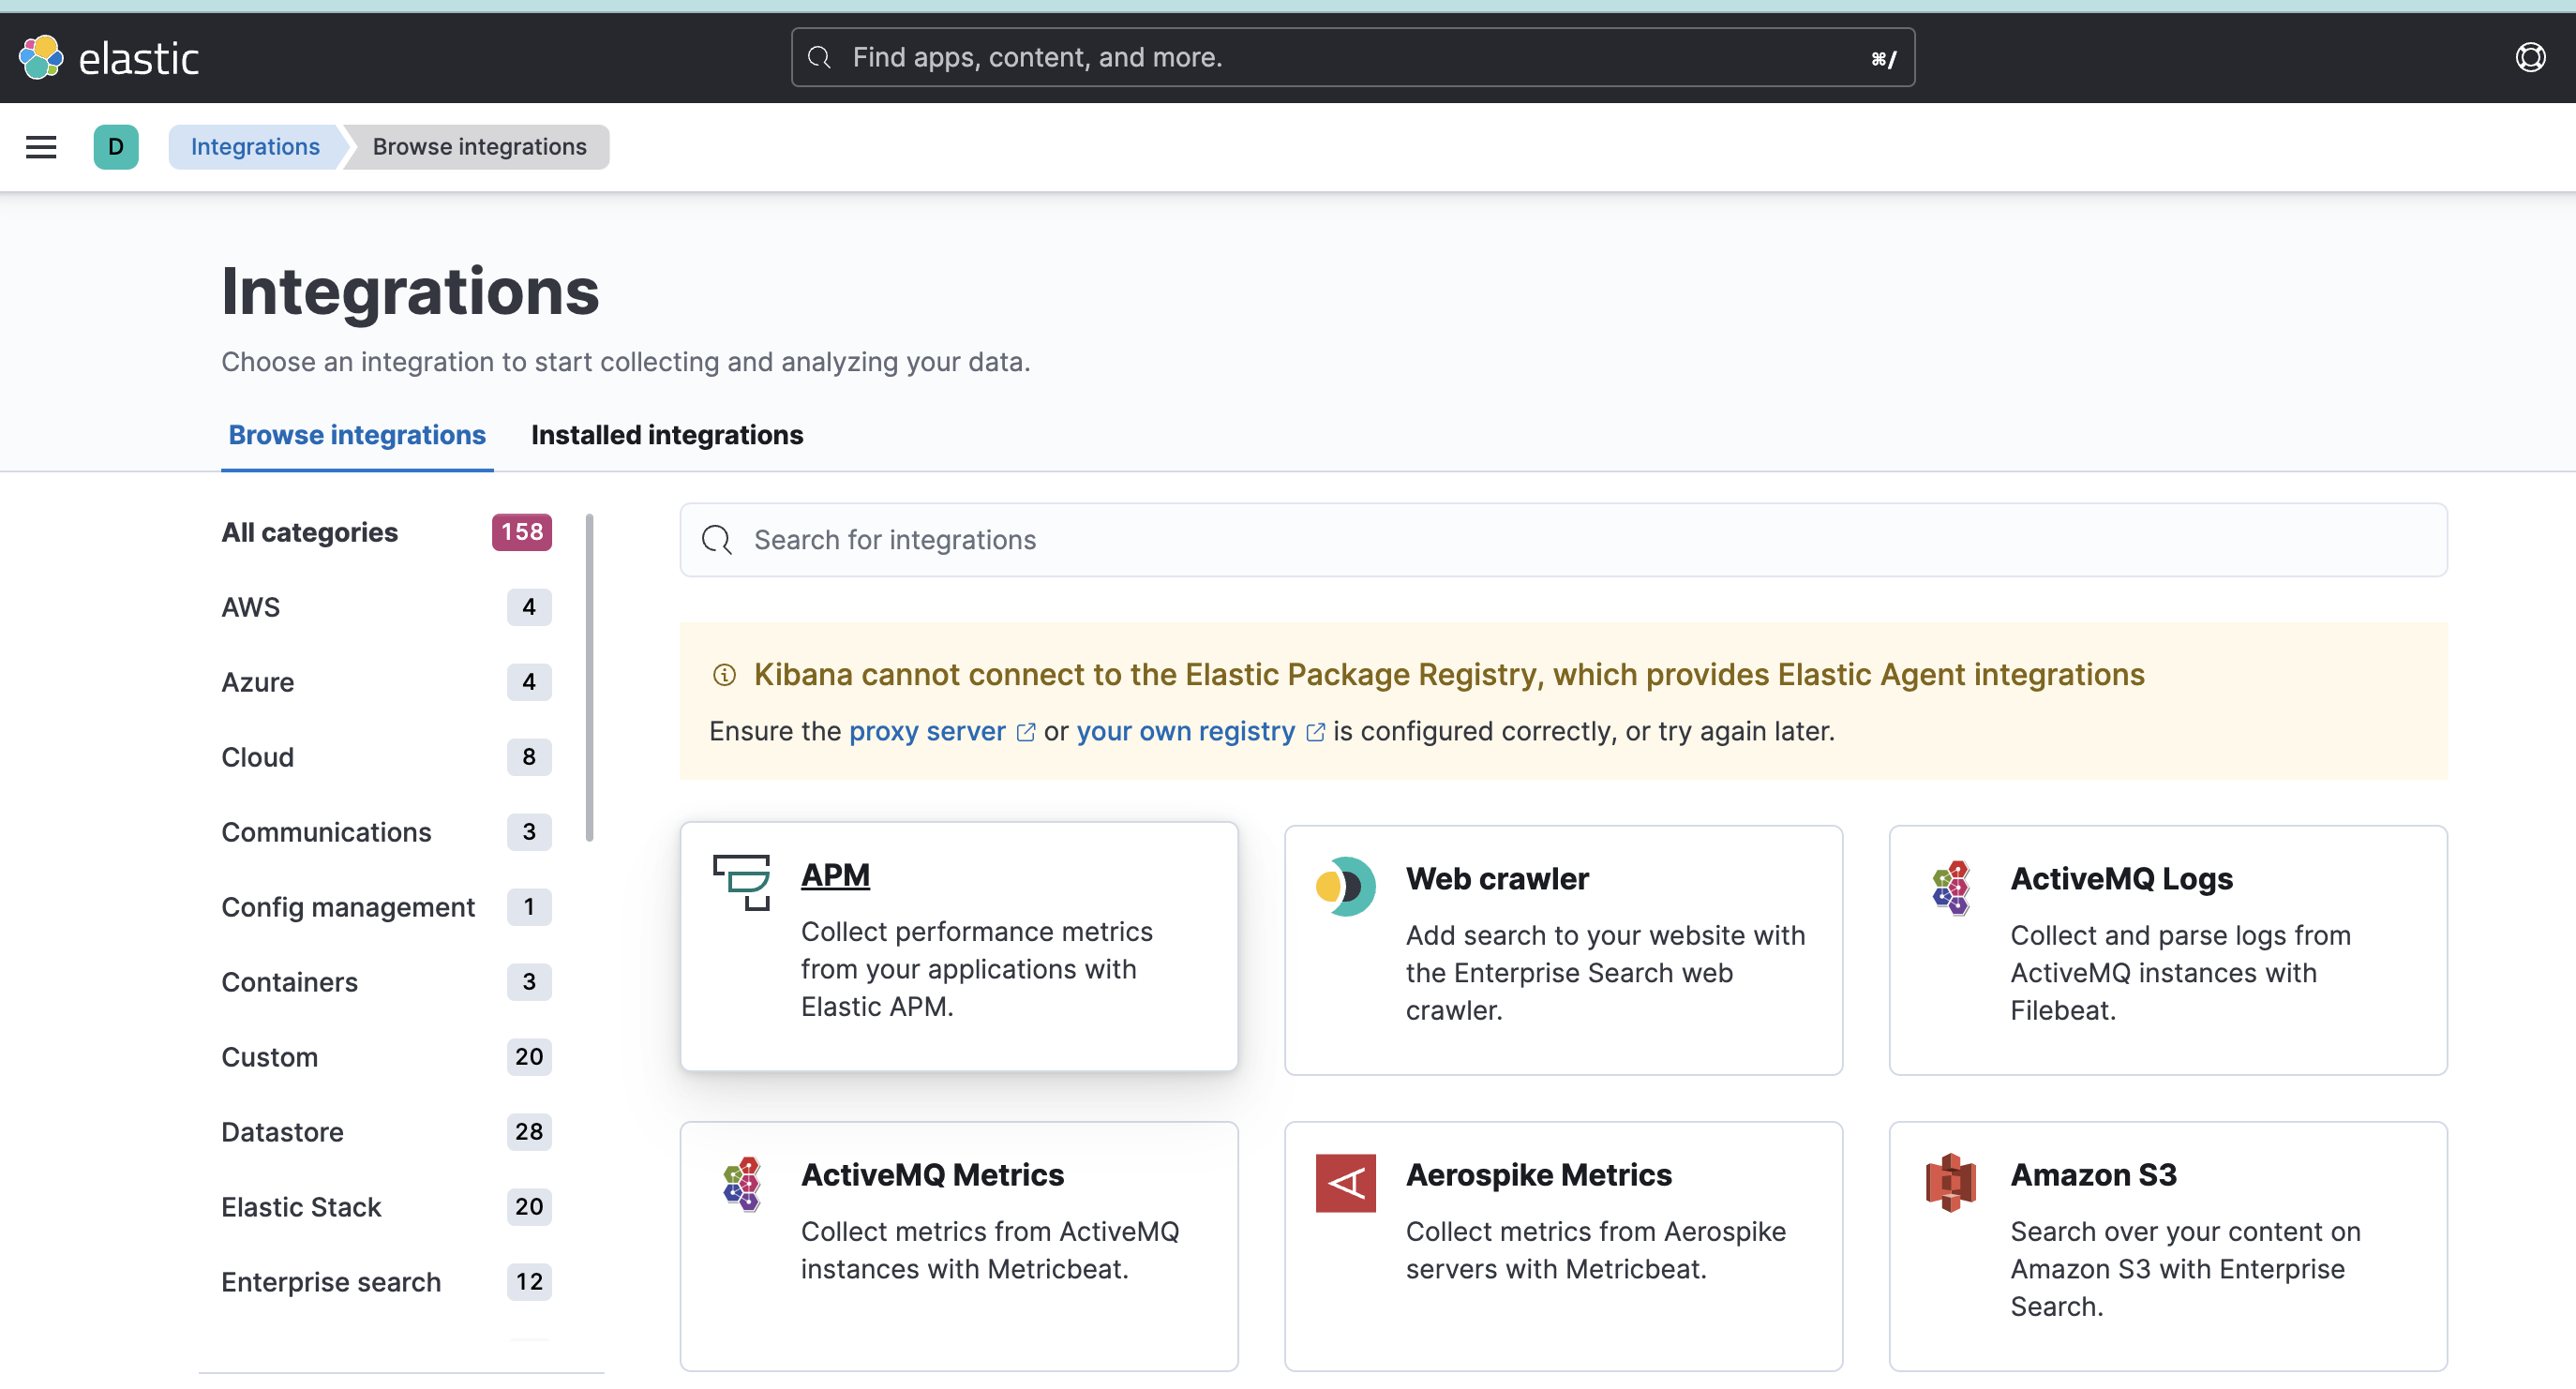 elastic
Find apps, content, and more.
⌘/
D
Integrations
Browse integrations
Integrations
Choose an integration to start collecting and analyzing your data.
Browse integrations
Installed integrations
All categories 158
AWS 4
Azure 4
Cloud 8
Communications 3
Config management 1
Containers 3
Custom 20
Datastore 28
Elastic Stack 20
Enterprise search 12
Search for integrations
Kibana cannot connect to the Elastic Package Registry, which provides Elastic Agent integrations
Ensure the proxy server or your own registry is configured correctly, or try again later.
APM
Collect performance metrics
from your applications with
Elastic APM.
Web crawler
Add search to your website with
the Enterprise Search web
crawler.
ActiveMQ Logs
Collect and parse logs from
ActiveMQ instances with
Filebeat.
ActiveMQ Metrics
Collect metrics from ActiveMQ
instances with Metricbeat.
Aerospike Metrics
Collect metrics from Aerospike
servers with Metricbeat.
Amazon S3
Search over your content on
Amazon S3 with Enterprise
Search.